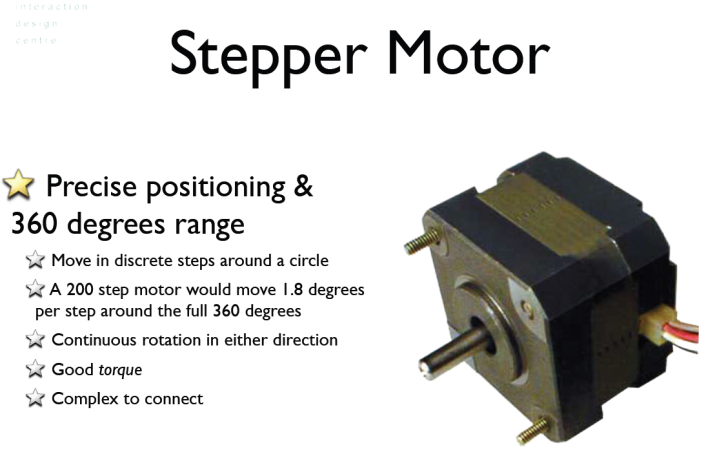 interaction
design
centre
Stepper Motor
Precise positioning &
360 degrees range
Move in discrete steps around a circle
A 200 step motor would move 1.8 degrees
per step around the full 360 degrees
Continuous rotation in either direction
Good torque
Complex to connect